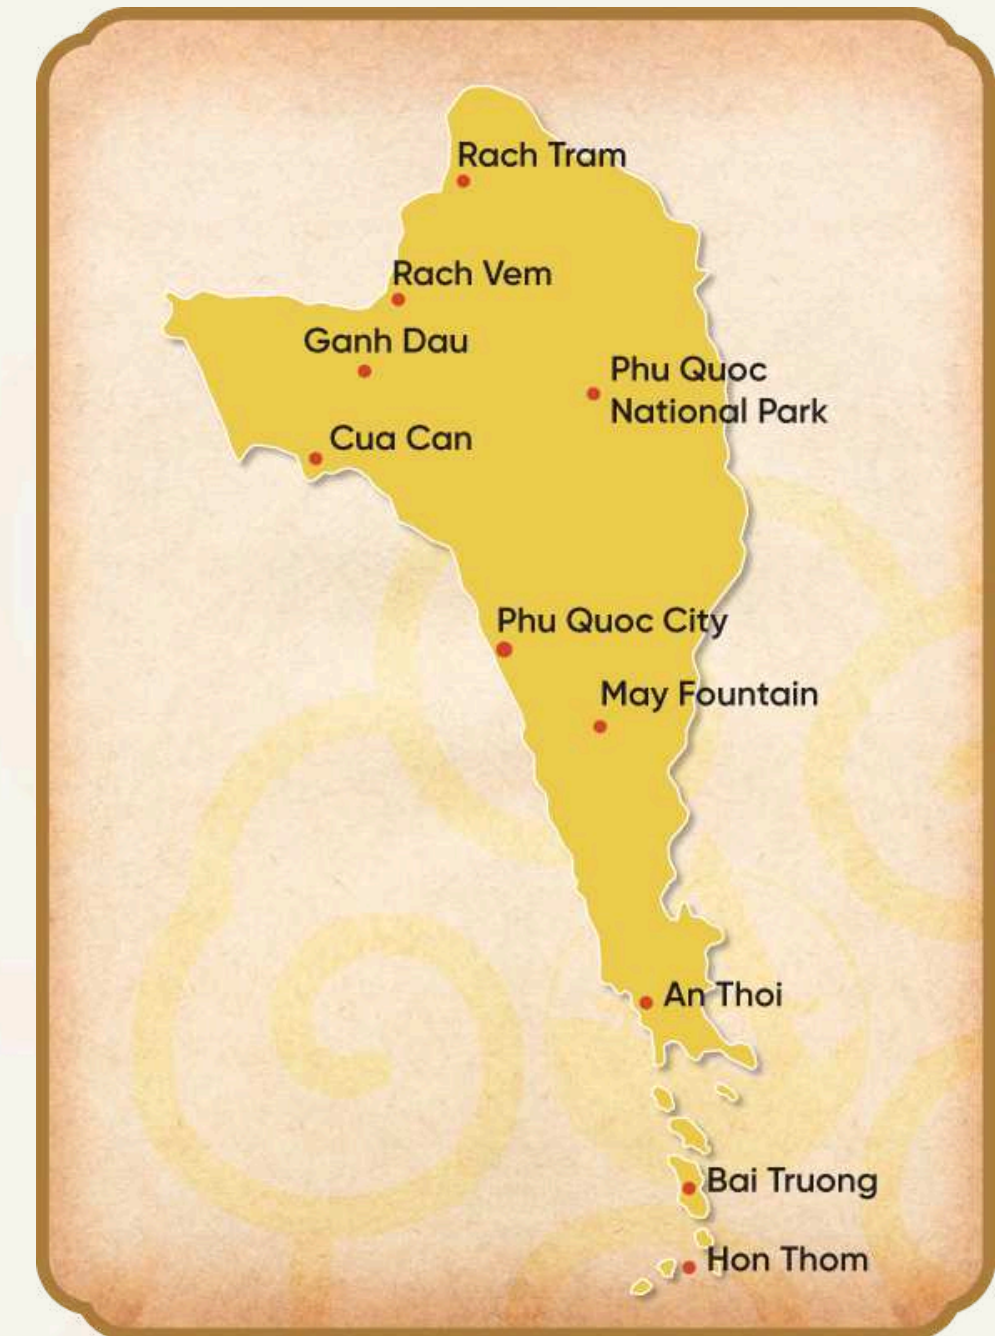 Rach Tram
Rach Vem
Ganh Dau
Phu Quoc
National Park
Cua Can
Phu Quoc City
May Fountain
An Thoi
Bai Truong
Hon Thom